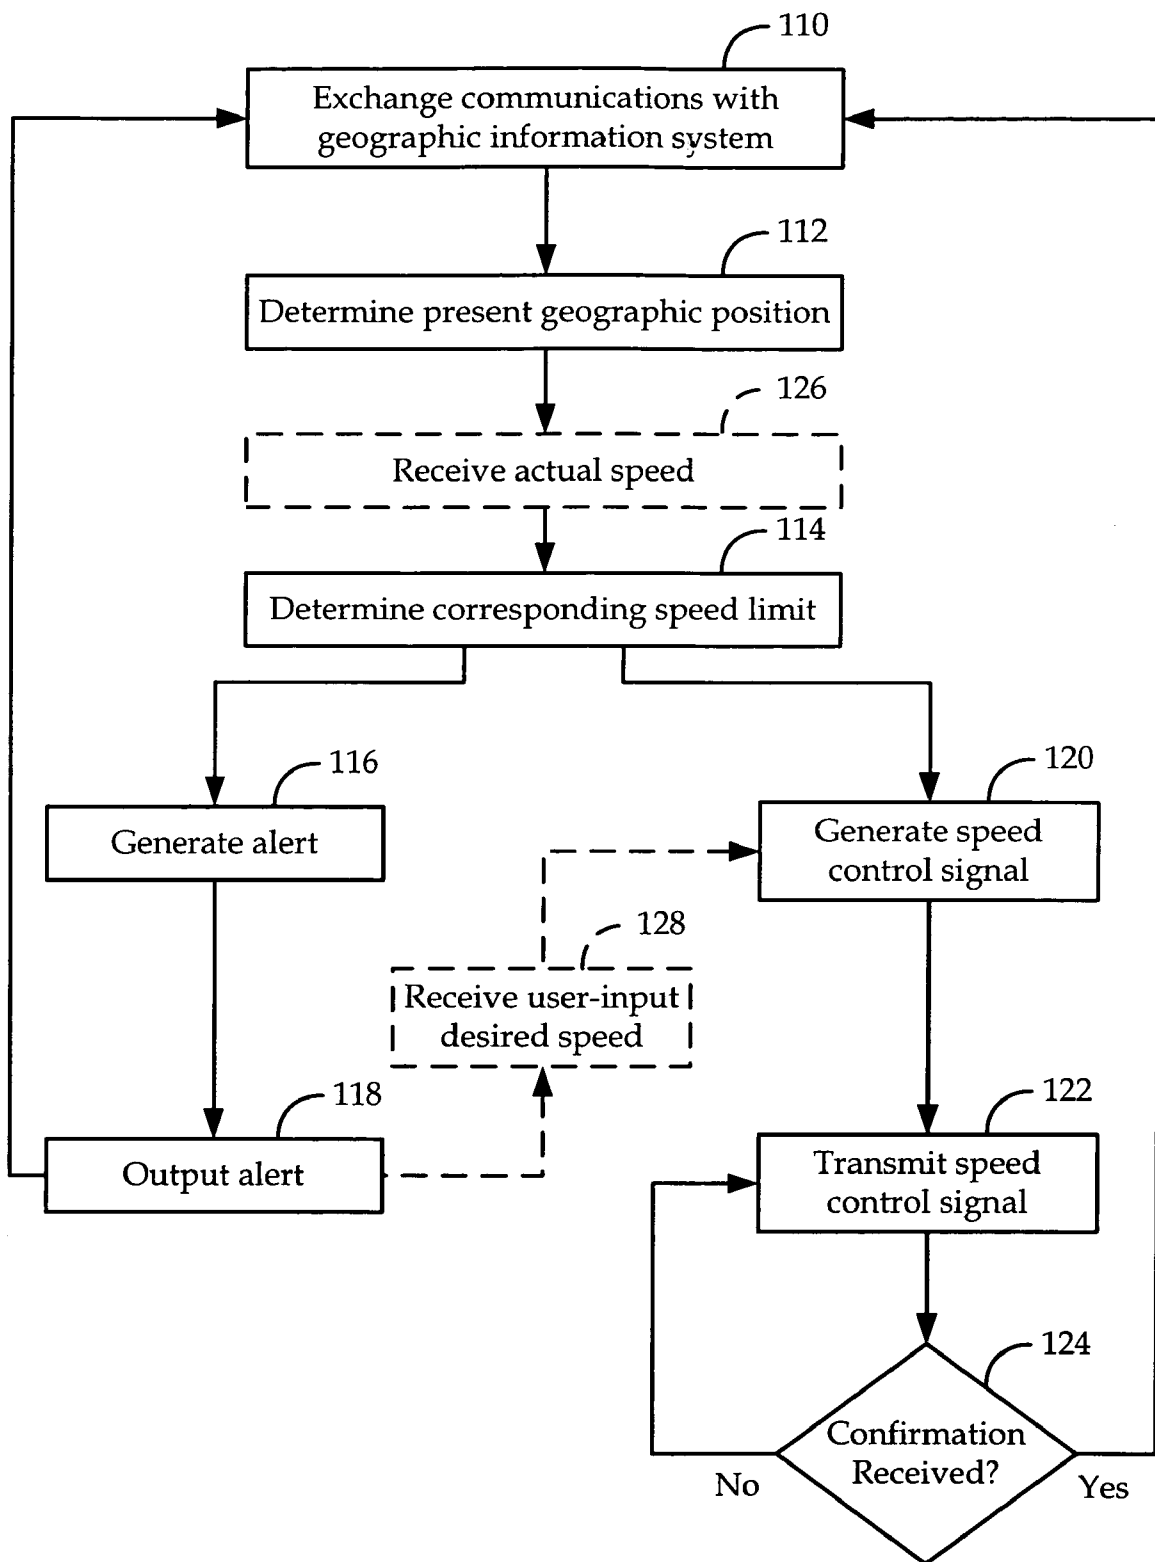 110
Exchange communications with
geographic information system
112
Determine present geographic position
126
Receive actual speed
114
Determine corresponding speed limit
116
Generate alert
120
Generate speed
control signal
128
Receive user-input
desired speed
118
Output alert
122
Transmit speed
control signal
124
Confirmation
Received?
No
Yes